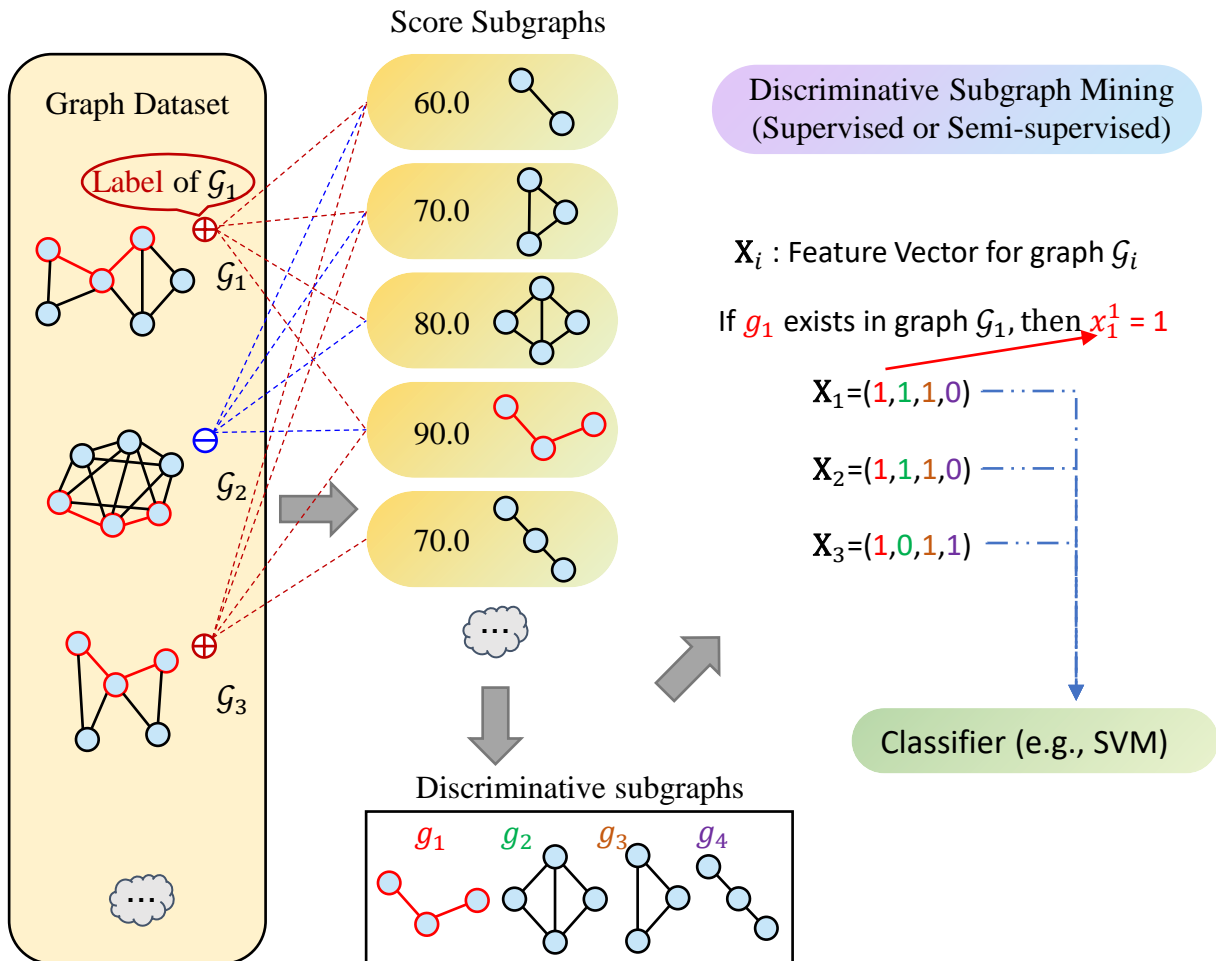 Score Subgraphs
Graph Dataset
Label of 𝒢₁
⊕
𝒢₁
⊖
𝒢₂
⊕
𝒢₃
...
60.0
70.0
80.0
90.0
70.0
...
Discriminative subgraphs
g₁ g₂ g₃ g₄
Discriminative Subgraph Mining
(Supervised or Semi-supervised)
𝐗ᵢ : Feature Vector for graph 𝒢ᵢ
If g₁ exists in graph 𝒢₁, then x₁¹ = 1
𝐗₁=(1,1,1,0)
𝐗₂=(1,1,1,0)
𝐗₃=(1,0,1,1)
Classifier (e.g., SVM)